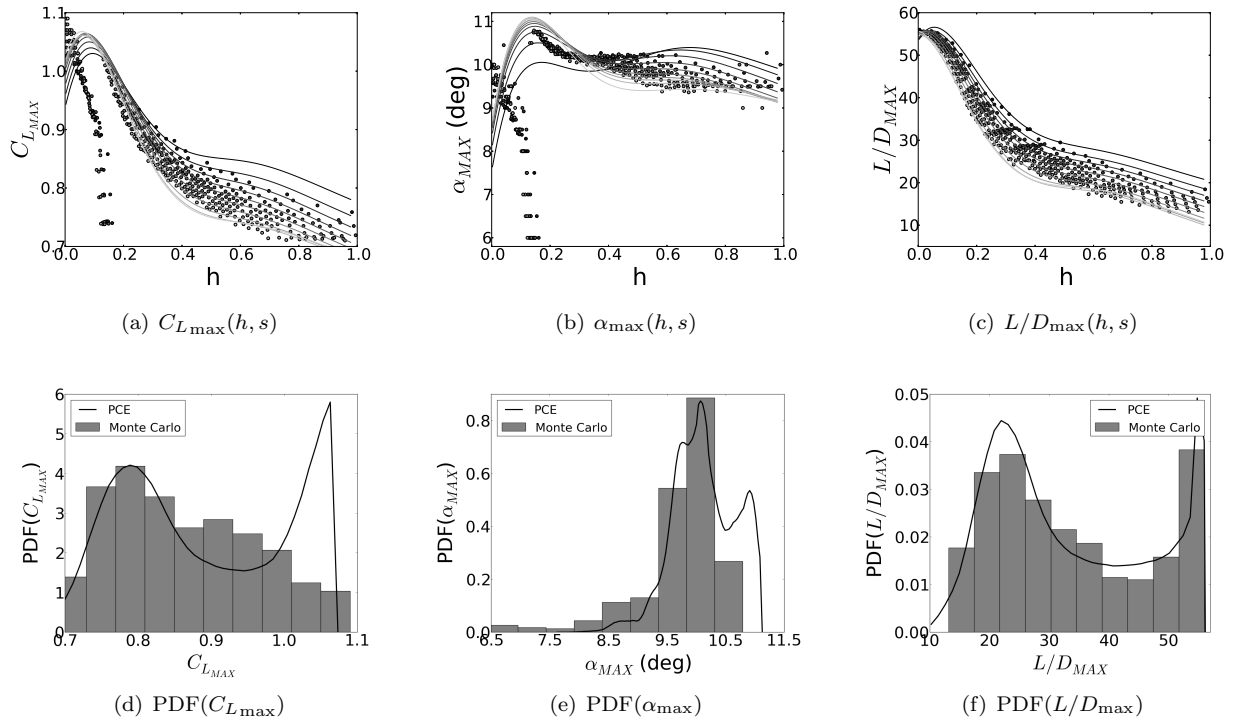 1.1
1.0
0.9
0.8
0.7
C_{L_{MAX}}
0.0 0.2 0.4 0.6 0.8 1.0
h
11
10
9
8
7
6
α_{MAX} (deg)
0.0 0.2 0.4 0.6 0.8 1.0
h
60
50
40
30
20
10
L/D_{MAX}
0.0 0.2 0.4 0.6 0.8 1.0
h
(a) C_{L max}(h, s)
(b) α_{max}(h, s)
(c) L/D_{max}(h, s)
6
5
4
3
2
1
0
PDF(C_{L_{MAX}})
PCE
Monte Carlo
0.7 0.8 0.9 1.0 1.1
C_{L_{MAX}}
0.8
0.6
0.4
0.2
0
PDF(α_{MAX})
PCE
Monte Carlo
6.5 7.5 8.5 9.5 10.5 11.5
α_{MAX} (deg)
0.05
0.04
0.03
0.02
0.01
0.00
PDF(L/D_{MAX})
PCE
Monte Carlo
10 20 30 40 50
L/D_{MAX}
(d) PDF(C_{L max})
(e) PDF(α_{max})
(f) PDF(L/D_{max})